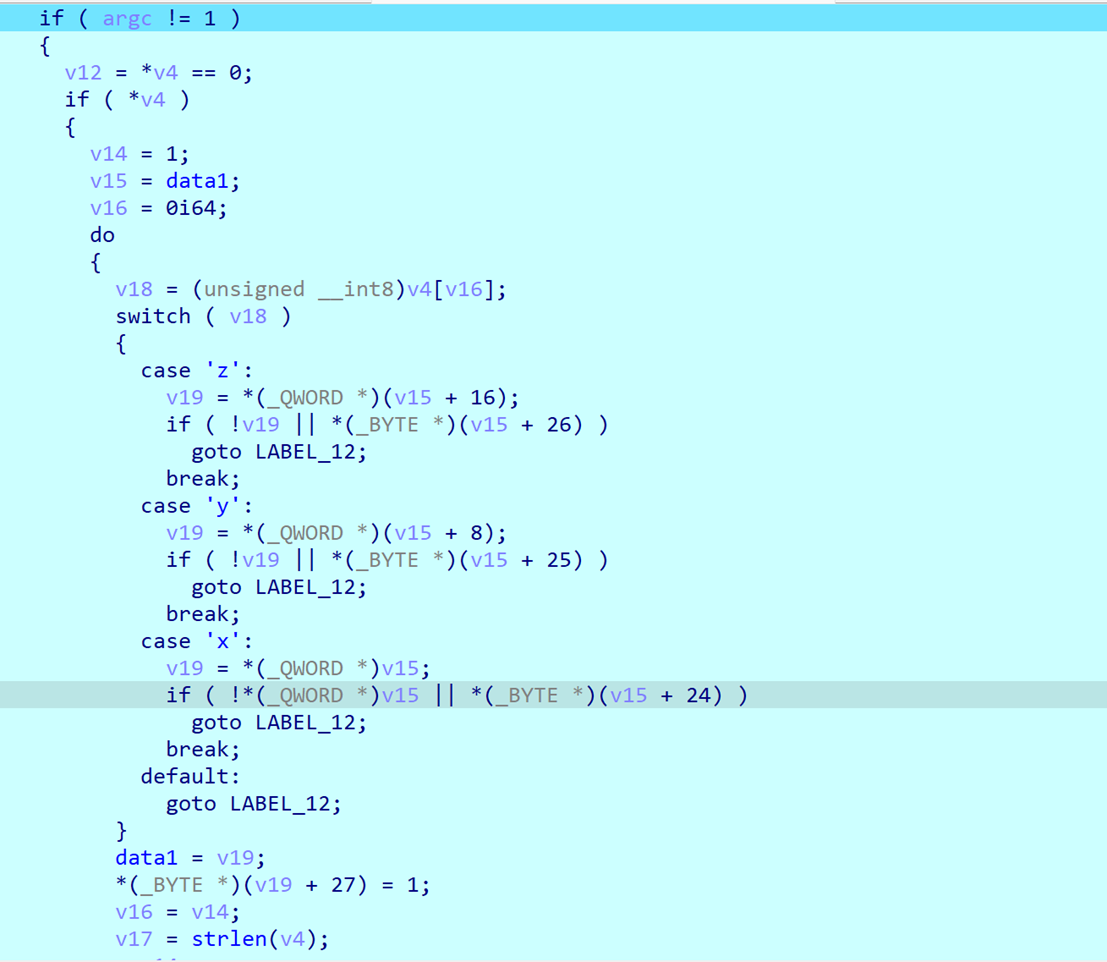 if ( argc != 1 )
{
v12 = *v4 == 0;
if ( *v4 )
{
v14 = 1;
v15 = data1;
v16 = 0i64;
do
{
v18 = (unsigned __int8)v4[v16];
switch ( v18 )
{
case 'z':
v19 = *(_QWORD *)(v15 + 16);
if ( !v19 || *(_BYTE *)(v15 + 26) )
goto LABEL_12;
break;
case 'y':
v19 = *(_QWORD *)(v15 + 8);
if ( !v19 || *(_BYTE *)(v15 + 25) )
goto LABEL_12;
break;
case 'x':
v19 = *(_QWORD *)v15;
if ( !*(_QWORD *)v15 || *(_BYTE *)(v15 + 24) )
goto LABEL_12;
break;
default:
goto LABEL_12;
}
data1 = v19;
*(_BYTE *)(v19 + 27) = 1;
v16 = v14;
v17 = strlen(v4);